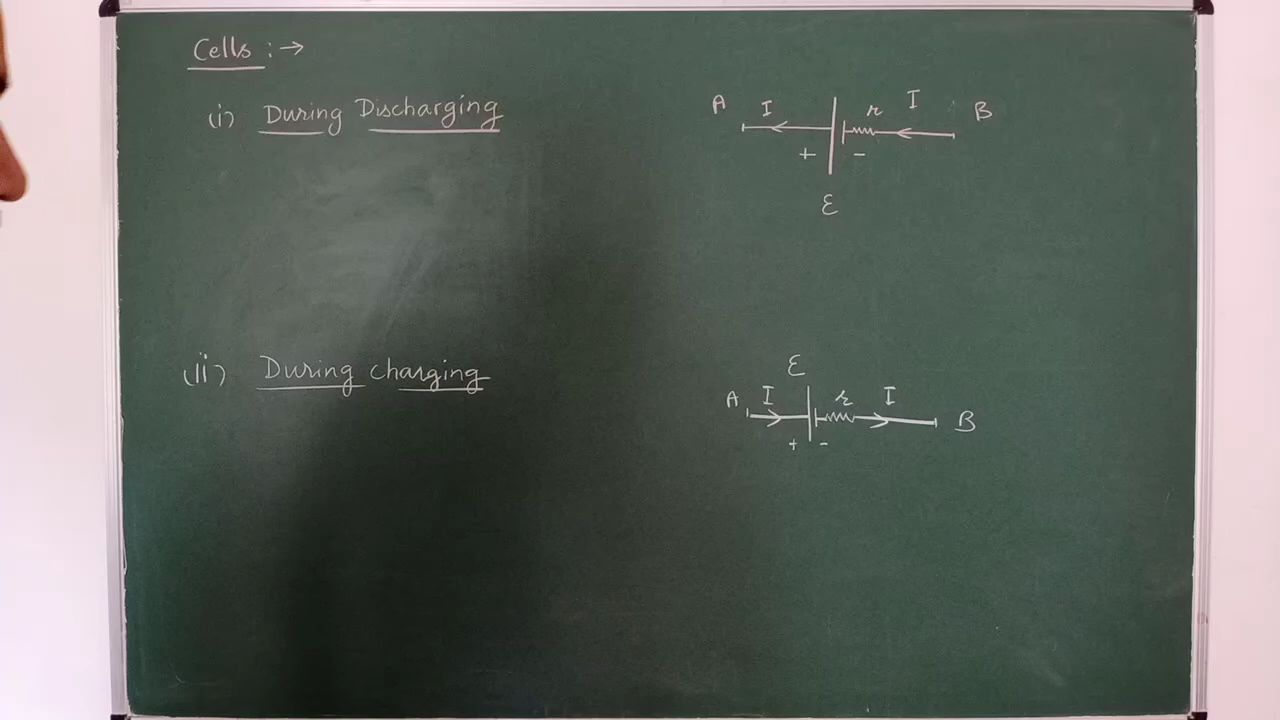 Cells :→
(i) During Discharging
A I r I B
+ -
ε
(ii) During charging
ε
A I r I B
+ -